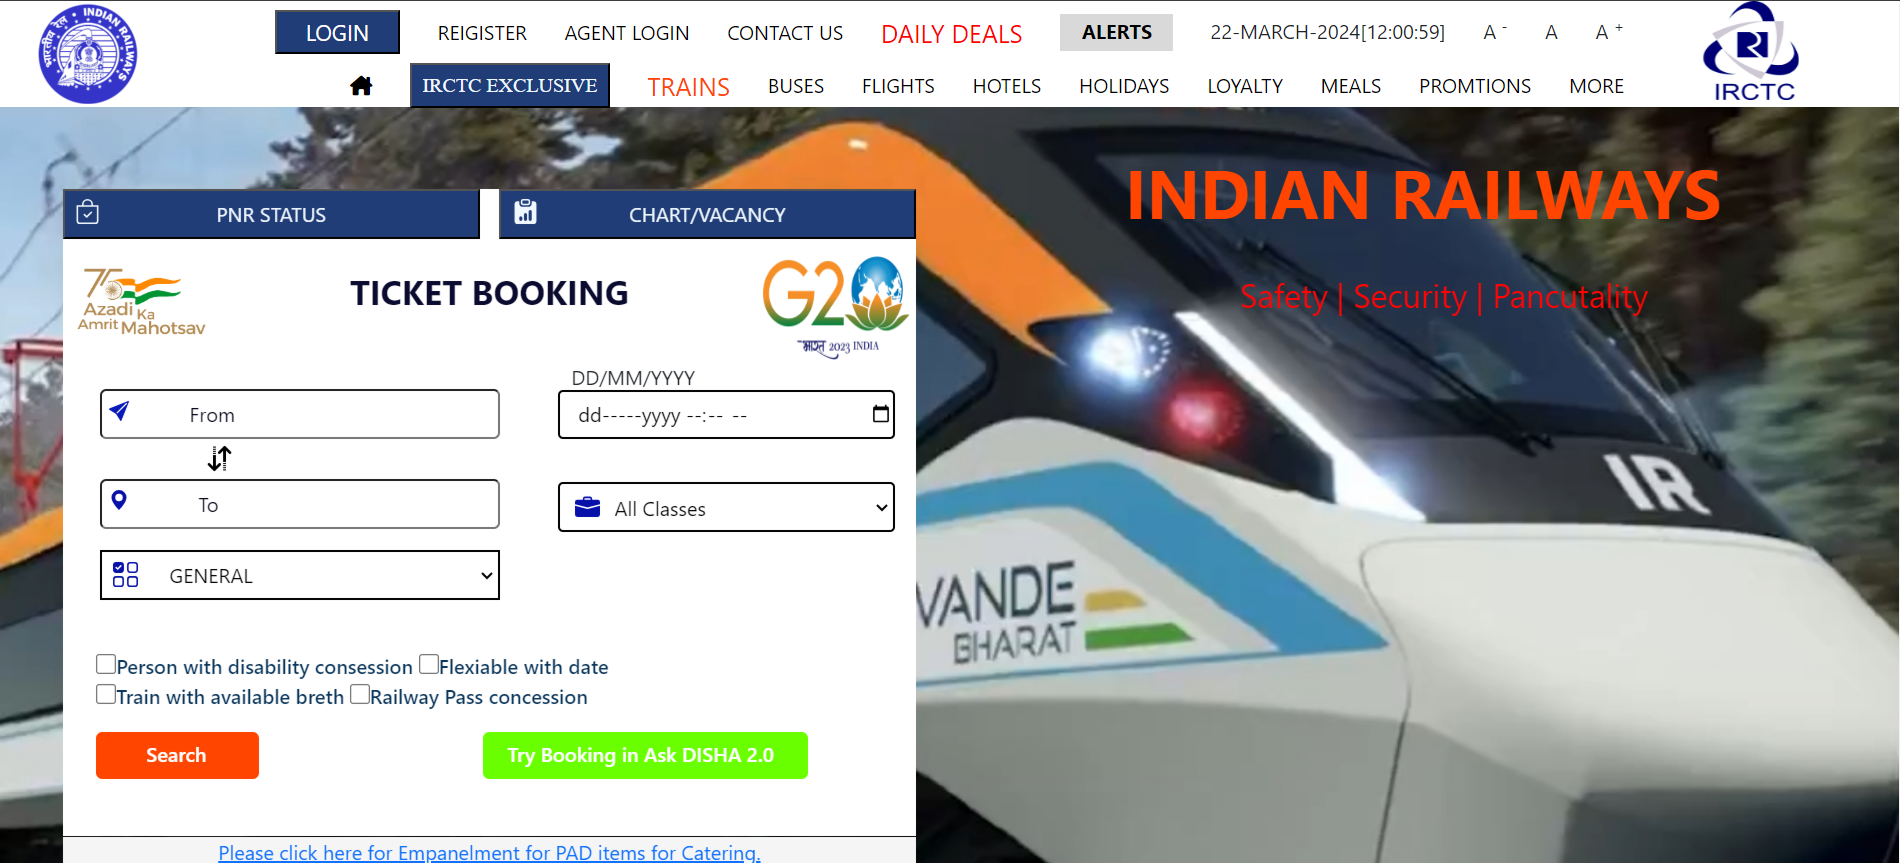 INDIAN RAILWAYS
भारतीय रेल
LOGIN REIGISTER AGENT LOGIN CONTACT US DAILY DEALS ALERTS 22-MARCH-2024[12:00:59] A - A A +
IRCTC EXCLUSIVE TRAINS BUSES FLIGHTS HOTELS HOLIDAYS LOYALTY MEALS PROMTIONS MORE
IRCTC
INDIAN RAILWAYS
Safety | Security | Pancutality
PNR STATUS CHART/VACANCY
75
Azadi Ka
Amrit Mahotsav
TICKET BOOKING
G20
भारत 2023 INDIA
DD/MM/YYYY
From
dd-----yyyy --:-- --
To
All Classes
GENERAL
Person with disability consession Flexiable with date
Train with available breth Railway Pass concession
Search Try Booking in Ask DISHA 2.0
Please click here for Empanelment for PAD items for Catering.
IR
VANDE
BHARAT